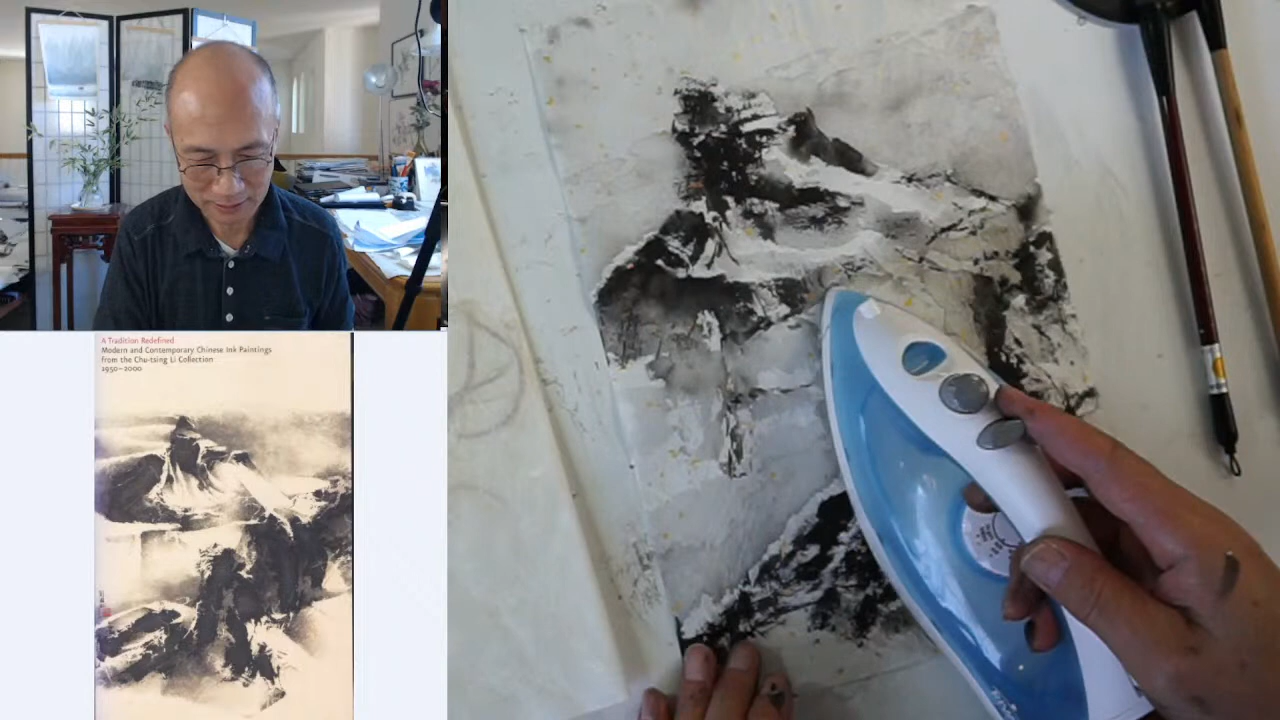 A Tradition Redefined
Modern and Contemporary Chinese Ink Paintings
from the Chu-tsing Li Collection
1950–2000